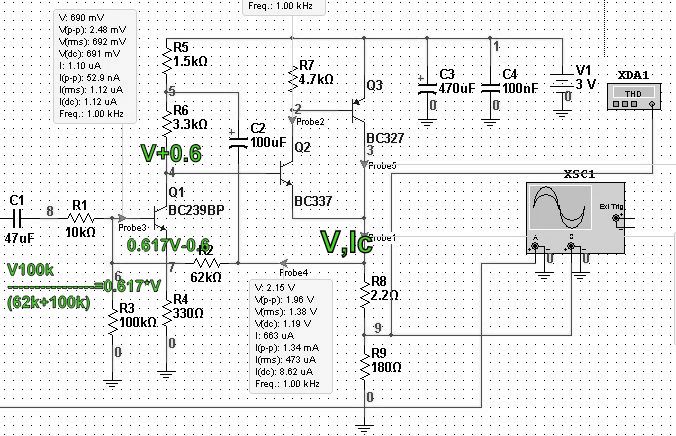 Freq.: 1.00 kHz
V: 690 mV
V(p-p): 2.48 mV
V(rms): 692 mV
V(dc): 691 mV
I: 1.10 uA
I(p-p): 52.9 nA
I(rms): 1.12 uA
I(dc): 1.12 uA
Freq.: 1.00 kHz
R5
1.5kΩ
R7
4.7kΩ
Q3
1
C3
470uF
0
C4
100nF
0
V1
3 V
0
XDA1
THD
5
R6
3.3kΩ
C2
100uF
2
Probe2
BC327
3
Q2
V+0.6
4
Probe5
XSC1
Q1
BC239BP
BC337
Ext Trig
C1
47uF
8
R1
10kΩ
Probe3
0.617V-0.6
V,Ic
Probe1
A
B
0
0
R2
62kΩ
Probe4
V100k
(62k+100k)
=0.617*V
6
7
R3
100kΩ
0
R4
330Ω
0
V: 2.15 V
V(p-p): 1.96 V
V(rms): 1.38 V
V(dc): 1.19 V
I: 663 uA
I(p-p): 1.34 mA
I(rms): 473 uA
I(dc): 8.62 uA
Freq.: 1.00 kHz
R8
2.2Ω
9
R9
180Ω
0